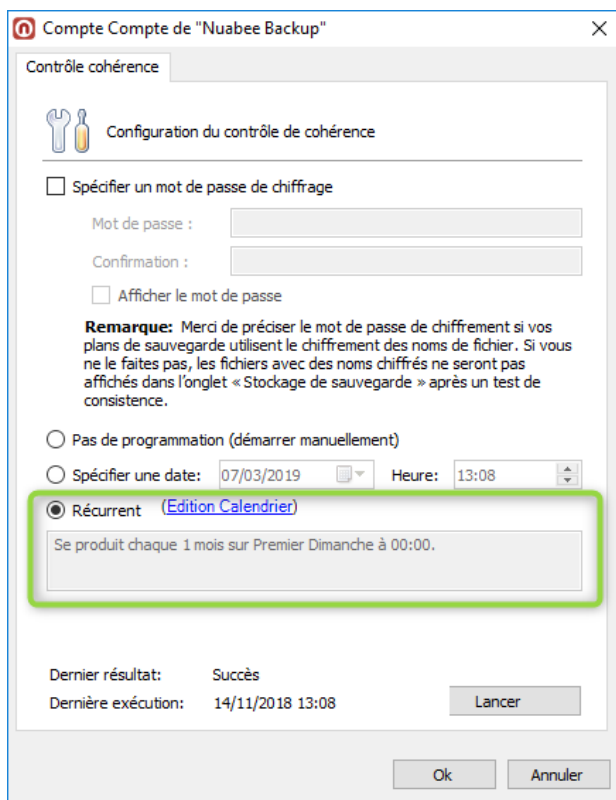 Compte Compte de "Nuabee Backup"
Contrôle cohérence
Configuration du contrôle de cohérence
Spécifier un mot de passe de chiffrage
Mot de passe :
Confirmation :
Afficher le mot de passe
Remarque: Merci de préciser le mot de passe de chiffrement si vos
plans de sauvegarde utilisent le chiffrement des noms de fichier. Si vous
ne le faites pas, les fichiers avec des noms chiffrés ne seront pas
affichés dans l'onglet « Stockage de sauvegarde » après un test de
consistence.
Pas de programmation (démarrer manuellement)
Spécifier une date: 07/03/2019 Heure: 13:08
Récurrent (Edition Calendrier)
Se produit chaque 1 mois sur Premier Dimanche à 00:00.
Dernier résultat: Succès
Dernière exécution: 14/11/2018 13:08 Lancer
Ok Annuler